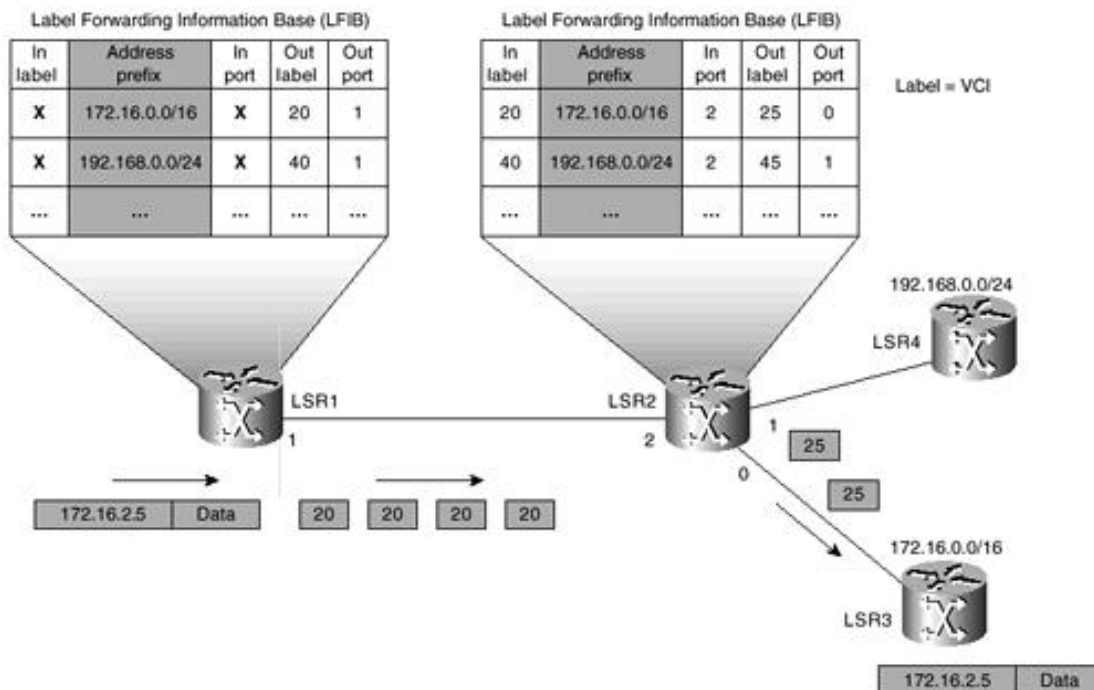 Label Forwarding Information Base (LFIB)
In label Address prefix In port Out label Out port
X 172.16.0.0/16 X 20 1
X 192.168.0.0/24 X 40 1
... ... ... ... ...
Label Forwarding Information Base (LFIB)
In label Address prefix In port Out label Out port
20 172.16.0.0/16 2 25 0
40 192.168.0.0/24 2 45 1
... ... ... ... ...
Label = VCI
192.168.0.0/24
LSR4
LSR1
LSR2
1
2
1
0
25
25
172.16.2.5 Data
20 20 20 20
172.16.0.0/16
LSR3
172.16.2.5 Data